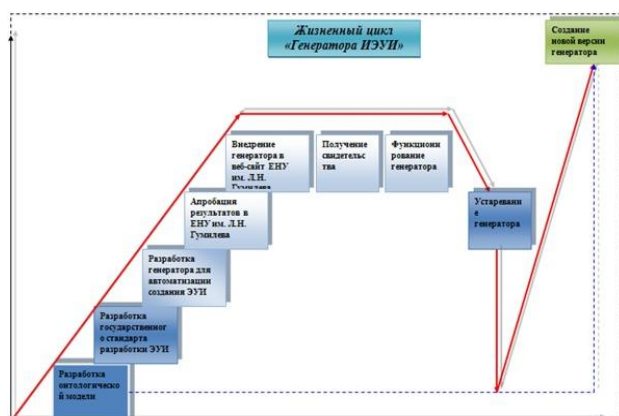 Жизненный цикл
«Генератора ИЭУИ»
Создание
новой версии
генератора
Внедрение
генератора в
веб-сайт ЕНУ
им. Л.Н.
Гумилева
Получение
свидетельс
тва
Функциони
рование
генератора
Апробация
результатов в
ЕНУ им. Л.Н.
Гумилева
Устаревани
е
генератора
Разработка
генератора для
автоматизации
создания ЭУИ
Разработка
государственног
о стандарта
разработки ЭУИ
Разработка
онтологическо
й модели